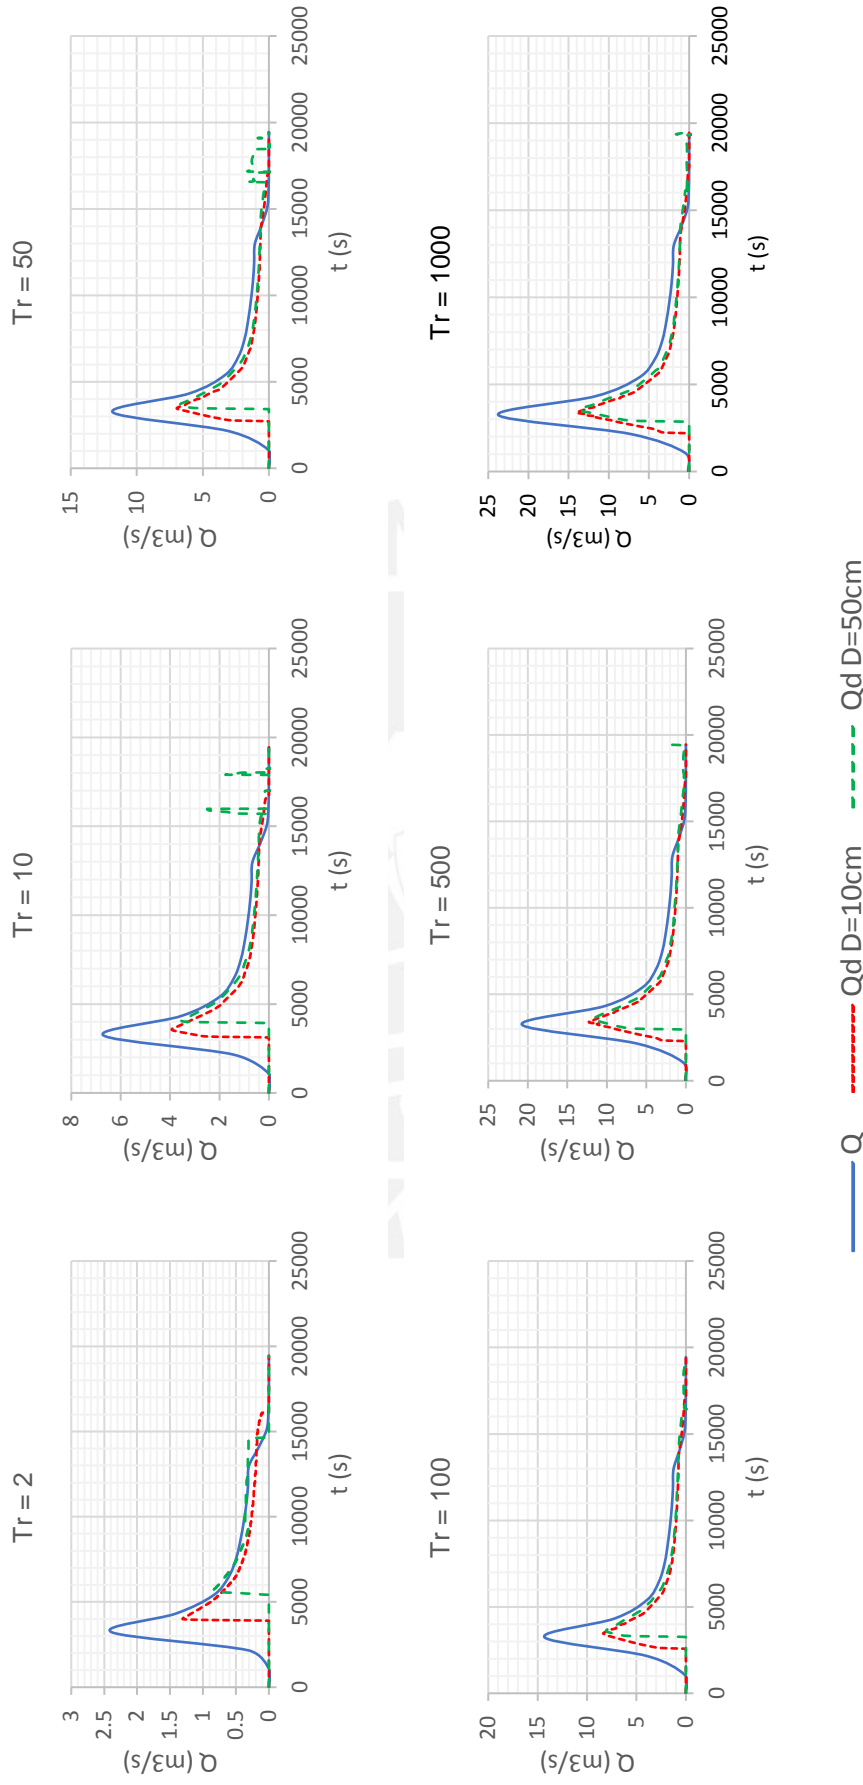 Tr = 2
3
2.5
2
1.5
1
0.5
0
Q (m3/s)
0 5000 10000 15000 20000 25000
t (s)
Tr = 10
8
6
4
2
0
Q (m3/s)
0 5000 10000 15000 20000 25000
t (s)
Tr = 50
15
10
5
0
Q (m3/s)
0 5000 10000 15000 20000 25000
t (s)
Tr = 100
20
15
10
5
0
Q (m3/s)
0 5000 10000 15000 20000 25000
t (s)
Tr = 500
25
20
15
10
5
0
Q (m3/s)
0 5000 10000 15000 20000 25000
t (s)
Tr = 1000
25
20
15
10
5
0
Q (m3/s)
0 5000 10000 15000 20000 25000
t (s)
Q Qd D=10cm Qd D=50cm